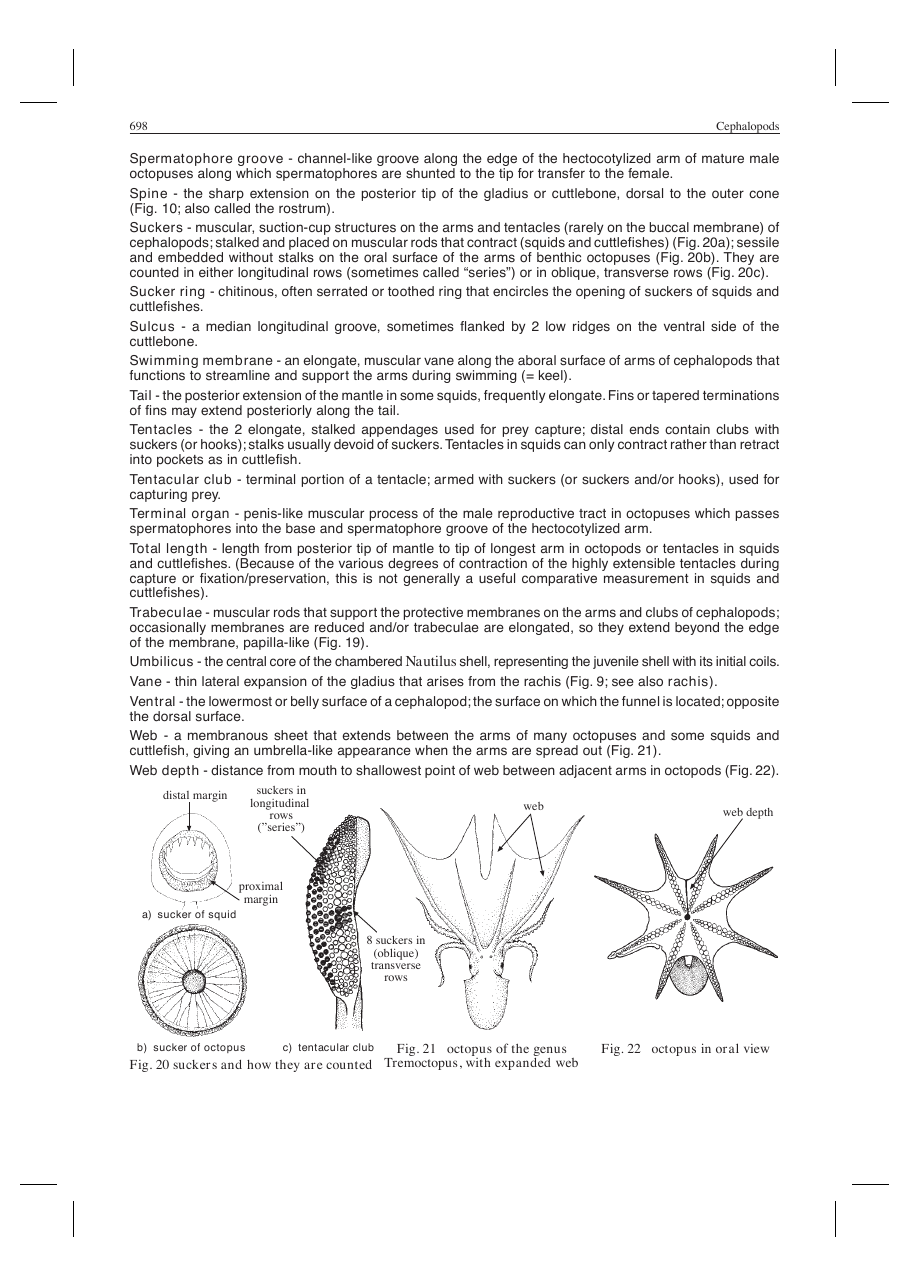 698 Cephalopods
Spermatophore groove - channel-like groove along the edge of the hectocotylized arm of mature male
octopuses along which spermatophores are shunted to the tip for transfer to the female.
Spine - the sharp extension on the posterior tip of the gladius or cuttlebone, dorsal to the outer cone
(Fig. 10; also called the rostrum).
Suckers - muscular, suction-cup structures on the arms and tentacles (rarely on the buccal membrane) of
cephalopods; stalked and placed on muscular rods that contract (squids and cuttlefishes) (Fig. 20a); sessile
and embedded without stalks on the oral surface of the arms of benthic octopuses (Fig. 20b). They are
counted in either longitudinal rows (sometimes called “series”) or in oblique, transverse rows (Fig. 20c).
Sucker ring - chitinous, often serrated or toothed ring that encircles the opening of suckers of squids and
cuttlefishes.
Sulcus - a median longitudinal groove, sometimes flanked by 2 low ridges on the ventral side of the
cuttlebone.
Swimming membrane - an elongate, muscular vane along the aboral surface of arms of cephalopods that
functions to streamline and support the arms during swimming (= keel).
Tail - the posterior extension of the mantle in some squids, frequently elongate. Fins or tapered terminations
of fins may extend posteriorly along the tail.
Tentacles - the 2 elongate, stalked appendages used for prey capture; distal ends contain clubs with
suckers (or hooks); stalks usually devoid of suckers. Tentacles in squids can only contract rather than retract
into pockets as in cuttlefish.
Tentacular club - terminal portion of a tentacle; armed with suckers (or suckers and/or hooks), used for
capturing prey.
Terminal organ - penis-like muscular process of the male reproductive tract in octopuses which passes
spermatophores into the base and spermatophore groove of the hectocotylized arm.
Total length - length from posterior tip of mantle to tip of longest arm in octopods or tentacles in squids
and cuttlefishes. (Because of the various degrees of contraction of the highly extensible tentacles during
capture or fixation/preservation, this is not generally a useful comparative measurement in squids and
cuttlefishes).
Trabeculae - muscular rods that support the protective membranes on the arms and clubs of cephalopods;
occasionally membranes are reduced and/or trabeculae are elongated, so they extend beyond the edge
of the membrane, papilla-like (Fig. 19).
Umbilicus - the central core of the chambered Nautilus shell, representing the juvenile shell with its initial coils.
Vane - thin lateral expansion of the gladius that arises from the rachis (Fig. 9; see also rachis).
Ventral - the lowermost or belly surface of a cephalopod; the surface on which the funnel is located; opposite
the dorsal surface.
Web - a membranous sheet that extends between the arms of many octopuses and some squids and
cuttlefish, giving an umbrella-like appearance when the arms are spread out (Fig. 21).
Web depth - distance from mouth to shallowest point of web between adjacent arms in octopods (Fig. 22).
distal margin
suckers in
longitudinal
rows
(”series”)
proximal
margin
a) sucker of squid
8 suckers in
(oblique)
transverse
rows
web
web depth
b) sucker of octopus
c) tentacular club
Fig. 20 suckers and how they are counted
Fig. 21 octopus of the genus
Tremoctopus, with expanded web
Fig. 22 octopus in oral view